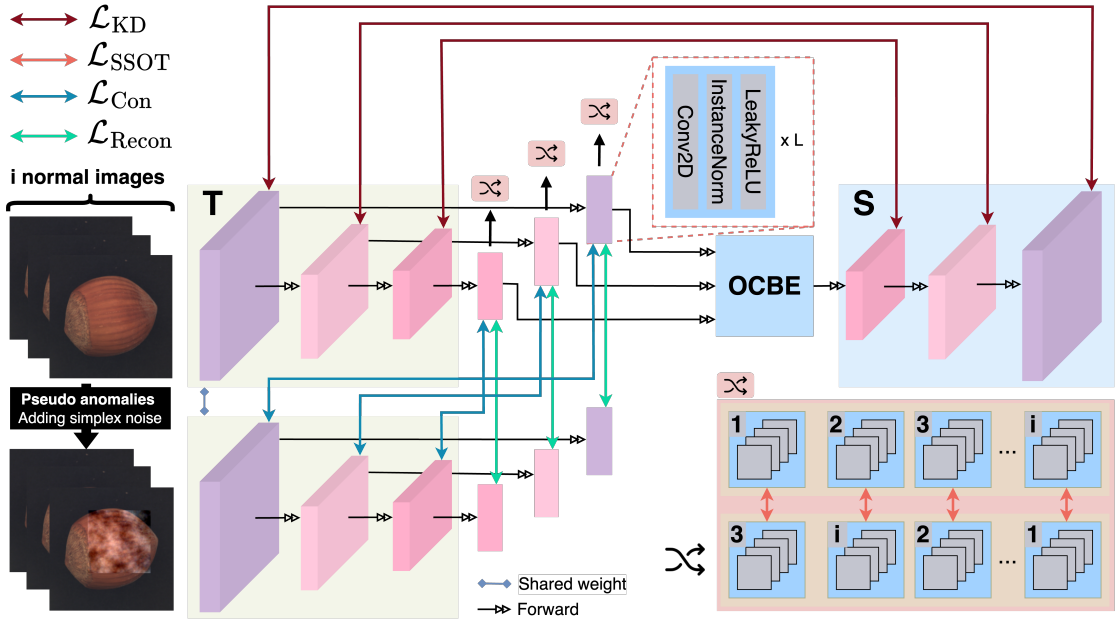 ℒKD
ℒSSOT
ℒCon
ℒRecon
i normal images
Pseudo anomalies
Adding simplex noise
T
Conv2D
InstanceNorm
LeakyReLU
x L
OCBE
S
1 2 3 ... i
3 i 2 ... 1
Shared weight
Forward